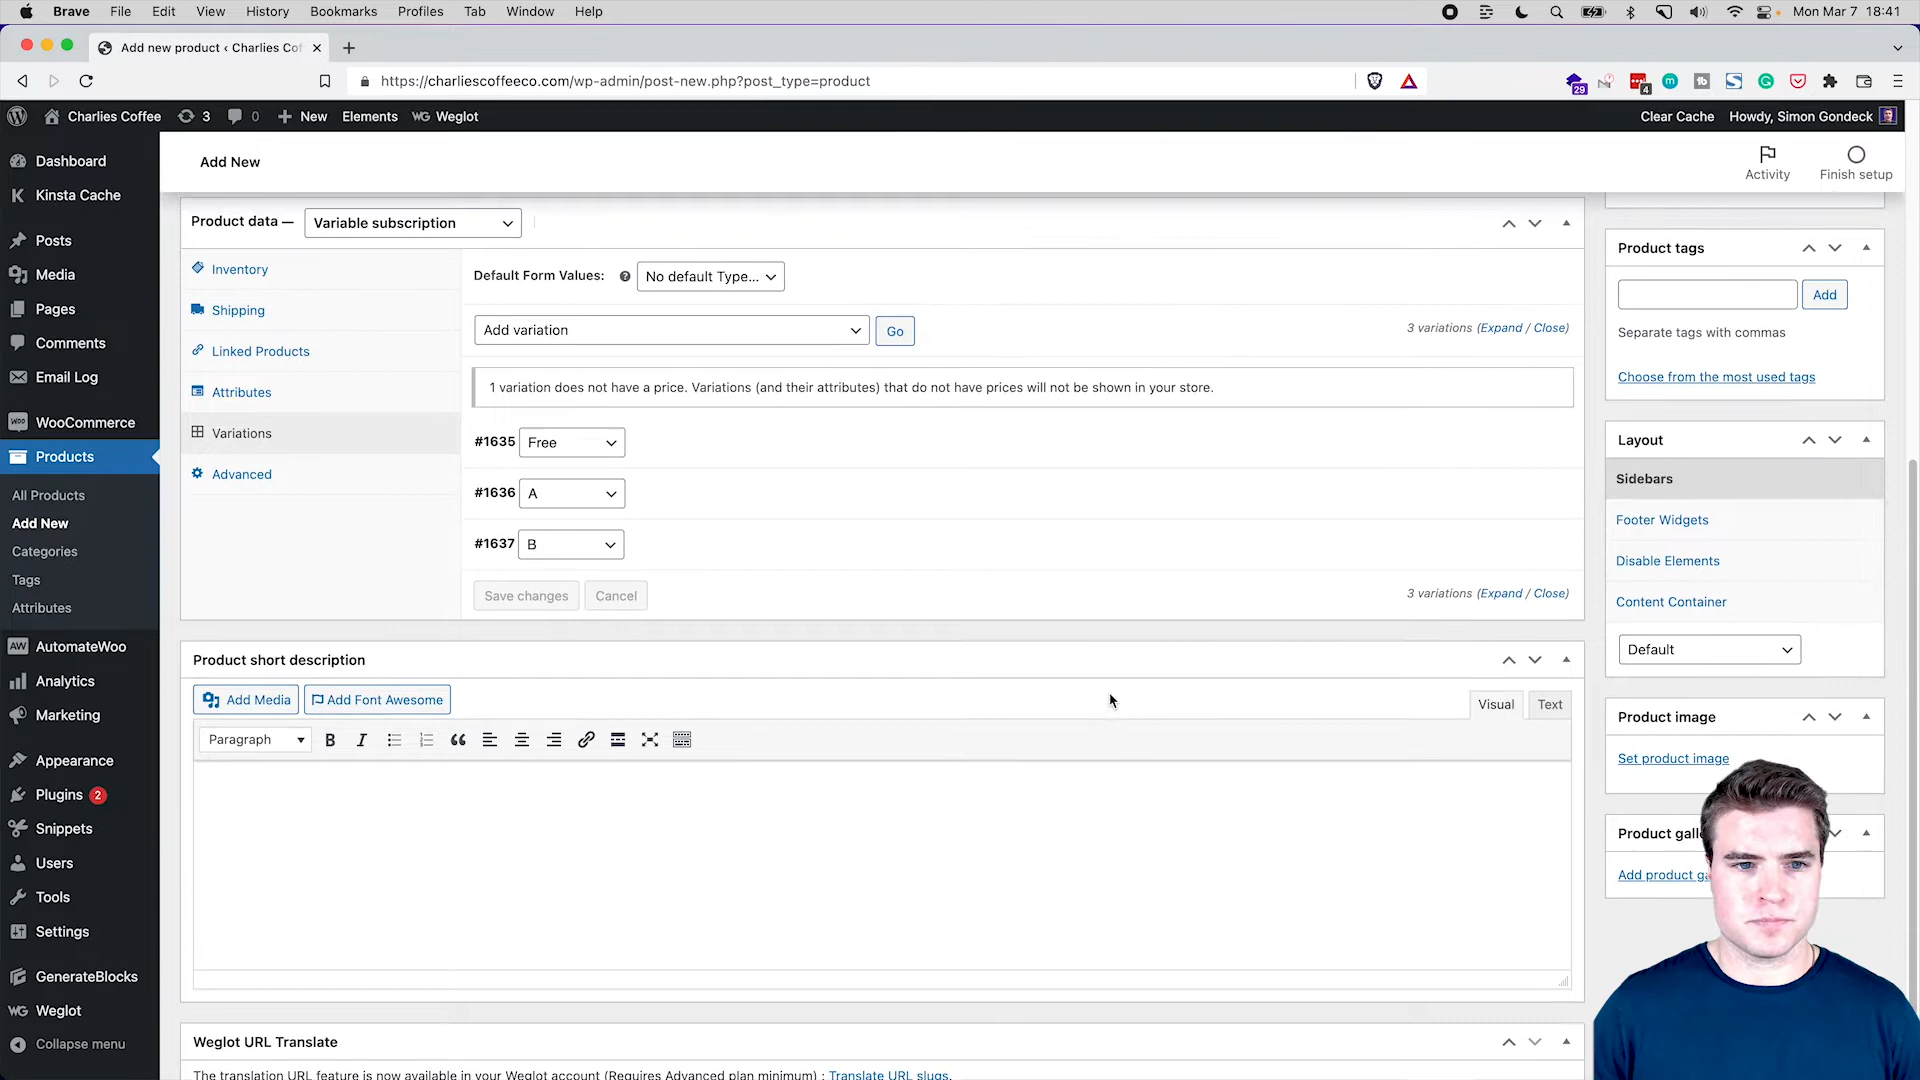 Brave File Edit View History Bookmarks Profiles Tab Window Help Mon Mar 7 18:41
Add new product ‹ Charlies Cof
https://charliescoffeeco.com/wp-admin/post-new.php?post_type=product 29 4
Charlies Coffee 3 0 New Elements WG Weglot Clear Cache Howdy, Simon Gondeck
Dashboard
Kinsta Cache
Posts
Media
Pages
Comments
Email Log
WooCommerce
Products
All Products
Add New
Categories
Tags
Attributes
AutomateWoo
Analytics
Marketing
Appearance
Plugins 2
Snippets
Users
Tools
Settings
GenerateBlocks
WG Weglot
Collapse menu
Add New
Activity
Finish setup
Product data — Variable subscription
Inventory
Shipping
Linked Products
Attributes
Variations
Advanced
Default Form Values: No default Type...
Add variation Go 3 variations (Expand / Close)
1 variation does not have a price. Variations (and their attributes) that do not have prices will not be shown in your store.
#1635 Free
#1636 A
#1637 B
Save changes Cancel 3 variations (Expand / Close)
Product short description
Add Media Add Font Awesome Visual Text
Paragraph B I
Weglot URL Translate
The translation URL feature is now available in your Weglot account (Requires Advanced plan minimum) : Translate URL slugs.
Product tags
Add
Separate tags with commas
Choose from the most used tags
Layout
Sidebars
Footer Widgets
Disable Elements
Content Container
Default
Product image
Set product image
Product gall
Add product ga